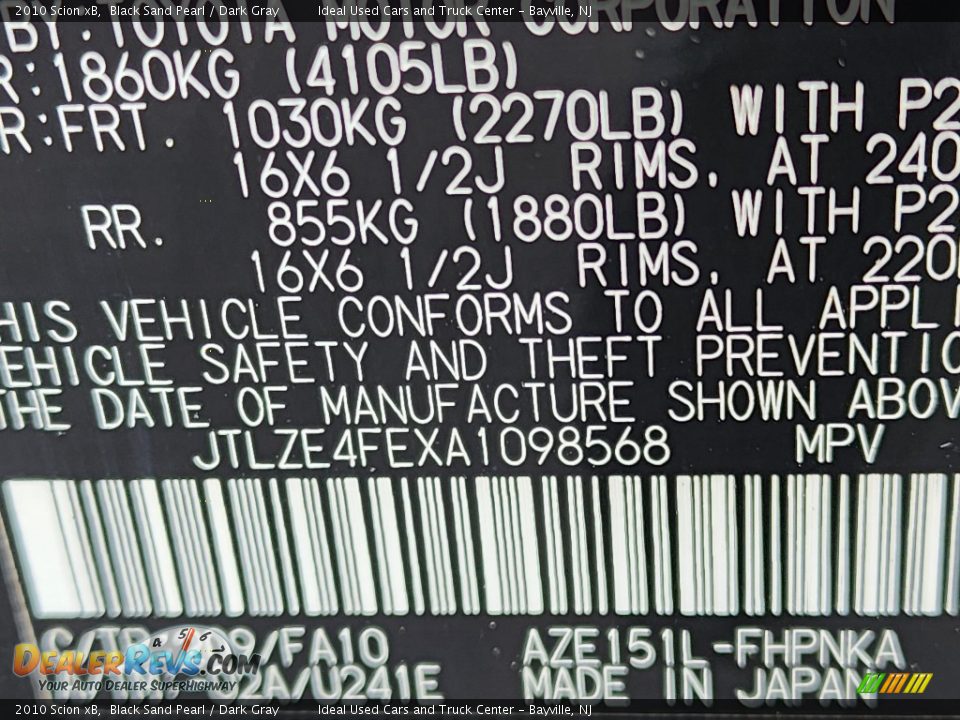 2010 Scion xB, Black Sand Pearl / Dark Gray Ideal Used Cars and Truck Center - Bayville, NJ
BY: TOYOTA MOTOR CORPORATION
R: 1860KG (4105LB)
R: FRT. 1030KG (2270LB) WITH P2
16X6 1/2J RIMS, AT 240
RR. 855KG (1880LB) WITH P2
16X6 1/2J RIMS, AT 220
HIS VEHICLE CONFORMS TO ALL APPLI
EHICLE SAFETY AND THEFT PREVENTIO
THE DATE OF MANUFACTURE SHOWN ABOV
JTLZE4FEXA1098568 MPV
/FA10 AZE151L-FHPNKA
2A/U241E MADE IN JAPAN
4 5 6
DEALERREVS.COM
YOUR AUTO DEALER SUPERHIGHWAY
2010 Scion xB, Black Sand Pearl / Dark Gray Ideal Used Cars and Truck Center - Bayville, NJ